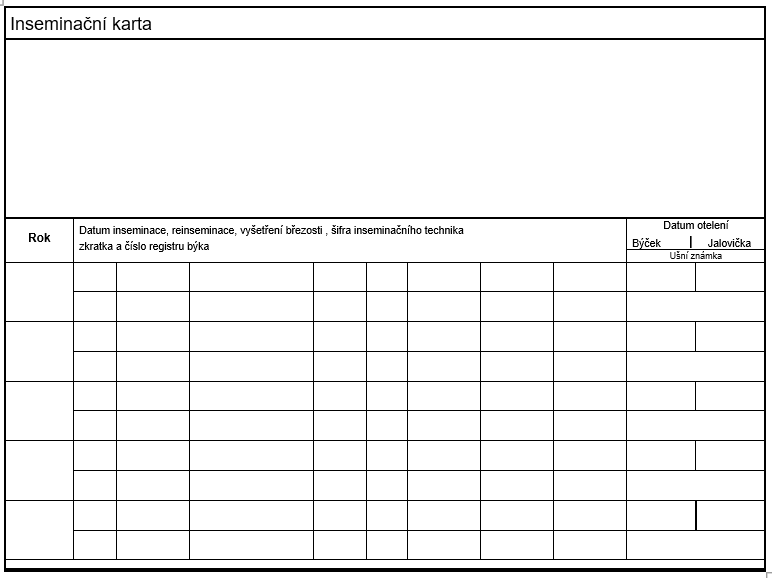 Inseminační karta
Rok
Datum inseminace, reinseminace, vyšetření březosti , šifra inseminačního technika
zkratka a číslo registru býka
Datum otelení
Býček | Jalovička
Ušní známka